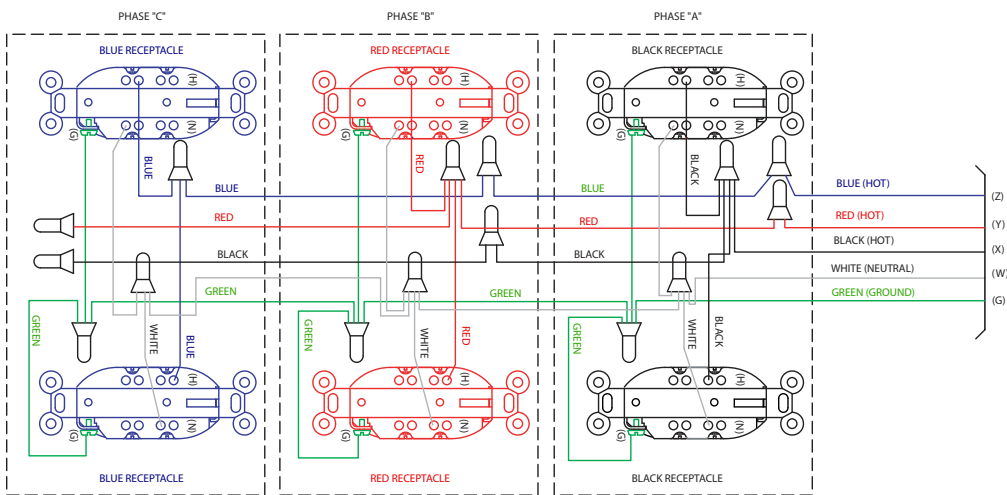 PHASE "C"
PHASE "B"
PHASE "A"
BLUE RECEPTACLE
RED RECEPTACLE
BLACK RECEPTACLE
(H)
(H)
(H)
(G)
(N)
(G)
(N)
(G)
(N)
BLUE
RED
BLACK
BLUE
BLUE
BLUE (HOT)
(Z)
RED
RED
RED (HOT)
(Y)
BLACK
BLACK
BLACK (HOT)
(X)
WHITE (NEUTRAL)
(W)
GREEN
GREEN
GREEN (GROUND)
(G)
GREEN
WHITE
BLUE
GREEN
WHITE
RED
GREEN
WHITE
BLACK
(H)
(H)
(H)
(G)
(N)
(G)
(N)
(G)
(N)
BLUE RECEPTACLE
RED RECEPTACLE
BLACK RECEPTACLE